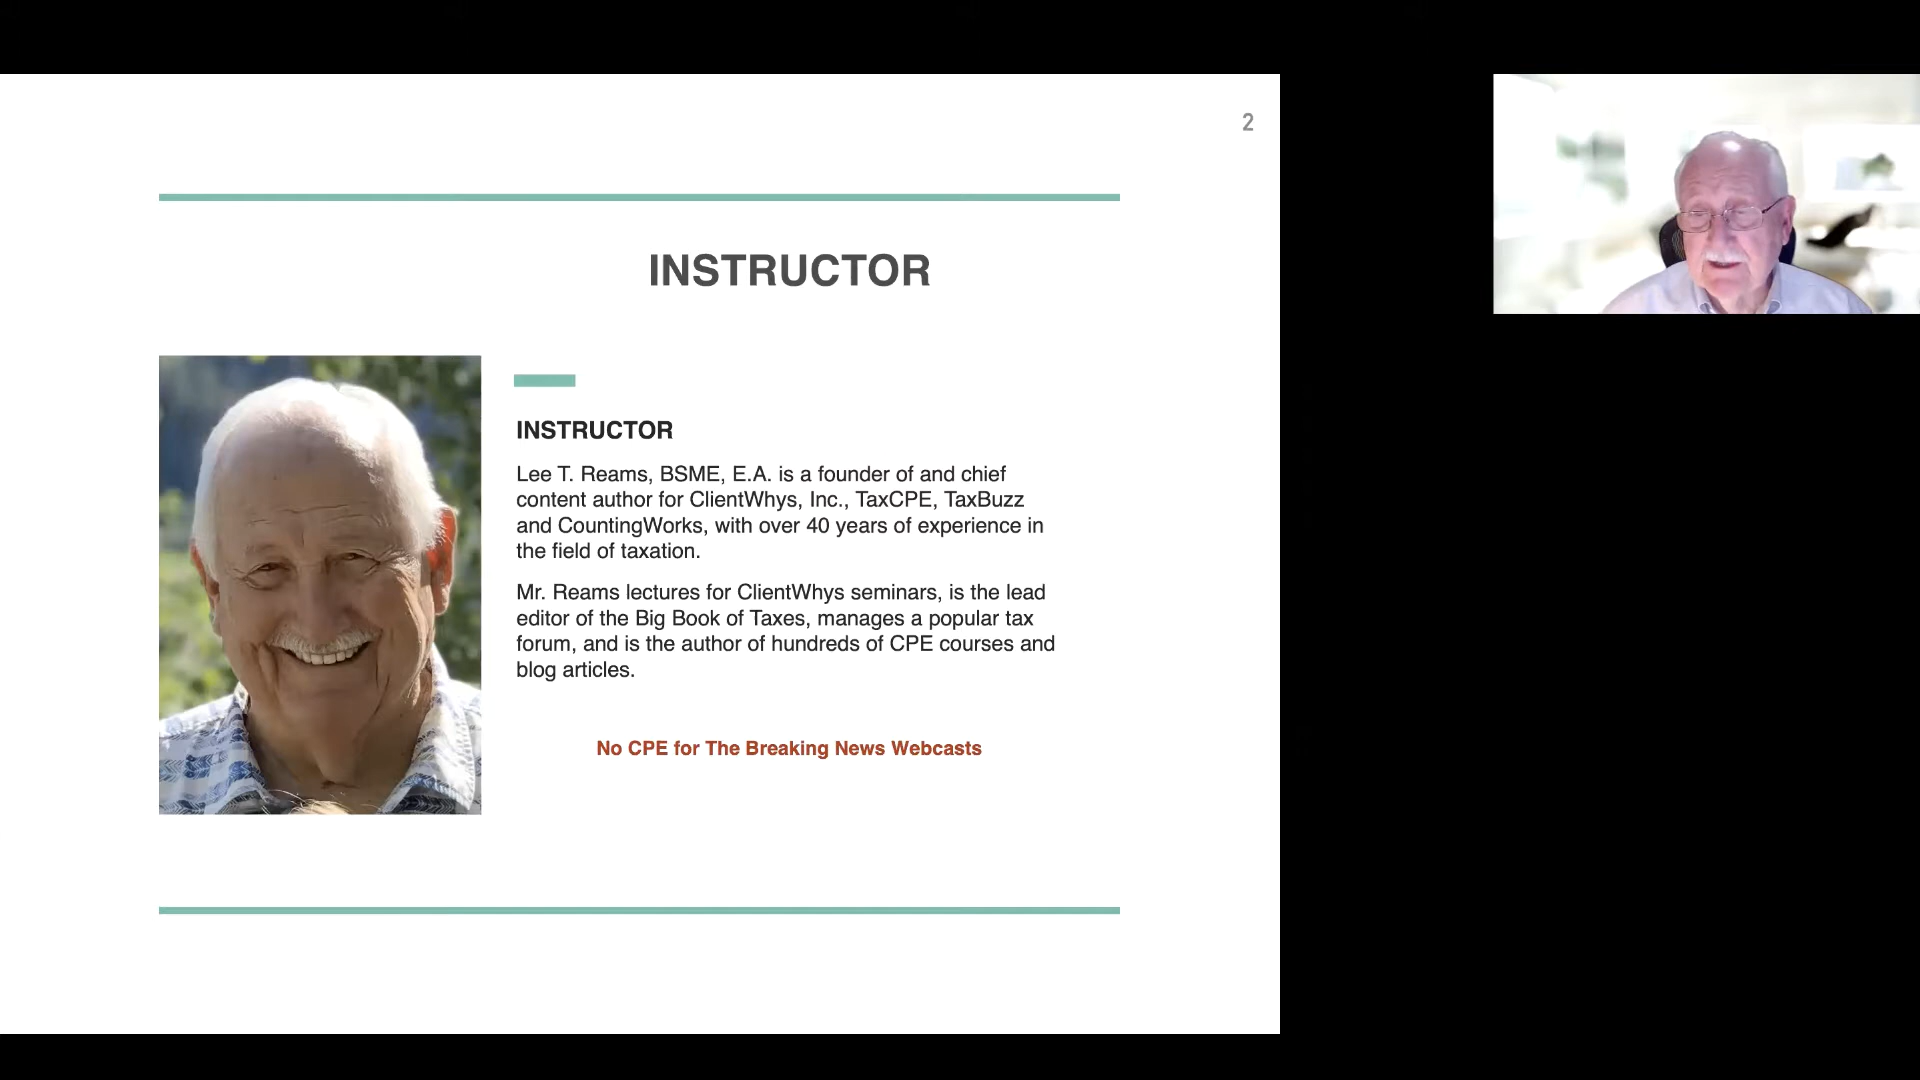 2
INSTRUCTOR
INSTRUCTOR
Lee T. Reams, BSME, E.A. is a founder of and chief
content author for ClientWhys, Inc., TaxCPE, TaxBuzz
and CountingWorks, with over 40 years of experience in
the field of taxation.
Mr. Reams lectures for ClientWhys seminars, is the lead
editor of the Big Book of Taxes, manages a popular tax
forum, and is the author of hundreds of CPE courses and
blog articles.
No CPE for The Breaking News Webcasts